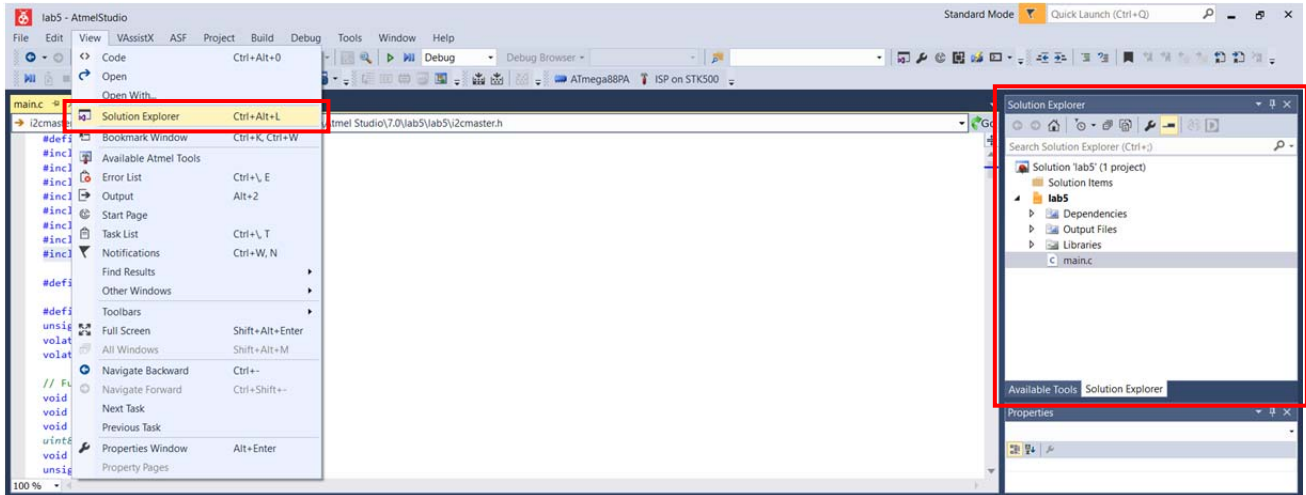 lab5 - AtmelStudio
Standard Mode
Quick Launch (Ctrl+Q)
File Edit View VAssistX ASF Project Build Debug Tools Window Help
Debug
Debug Browser
ATmega88PA
ISP on STK500
Code Ctrl+Alt+0
Open
Open With...
Solution Explorer Ctrl+Alt+L
Bookmark Window Ctrl+K, Ctrl+W
Available Atmel Tools
Error List Ctrl+\, E
Output Alt+2
Start Page
Task List Ctrl+\, T
Notifications Ctrl+W, N
Find Results
Other Windows
Toolbars
Full Screen Shift+Alt+Enter
All Windows Shift+Alt+M
Navigate Backward Ctrl+-
Navigate Forward Ctrl+Shift+-
Next Task
Previous Task
Properties Window Alt+Enter
Property Pages
main.c
i2cmaste
tmel Studio\7.0\lab5\lab5\i2cmaster.h
Go
#defi
#incl
#incl
#incl
#incl
#incl
#incl
#incl
#incl
#defi
#defi
unsig
volat
volat
// Fu
void
void
void
uint8
void
unsig
100 %
Solution Explorer
Search Solution Explorer (Ctrl+;)
Solution 'lab5' (1 project)
Solution Items
lab5
Dependencies
Output Files
Libraries
main.c
Available Tools Solution Explorer
Properties